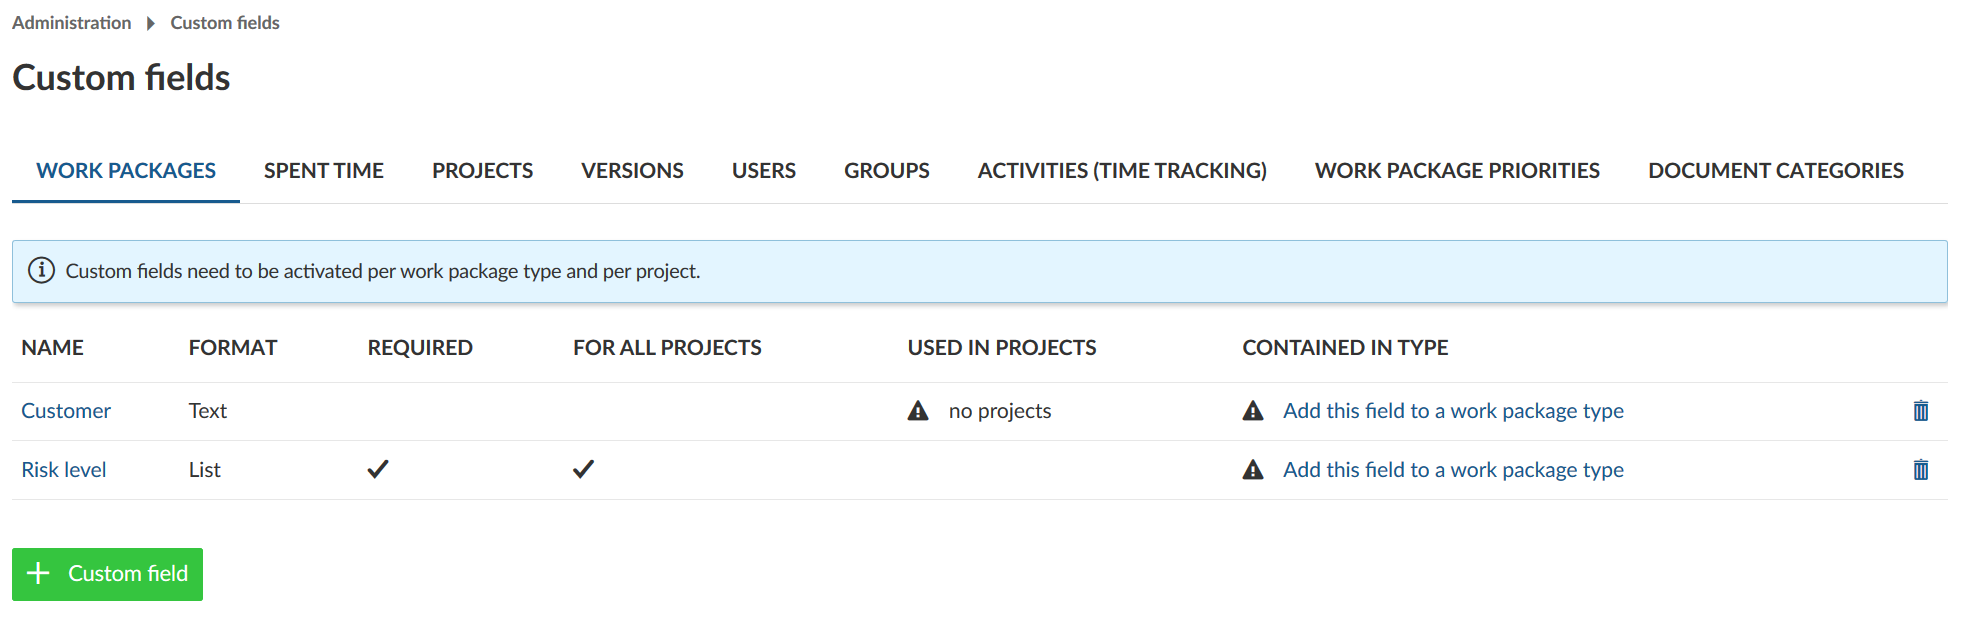 Administration Custom fields
Custom fields
WORK PACKAGES SPENT TIME PROJECTS VERSIONS USERS GROUPS ACTIVITIES (TIME TRACKING) WORK PACKAGE PRIORITIES DOCUMENT CATEGORIES
Custom fields need to be activated per work package type and per project.
NAME FORMAT REQUIRED FOR ALL PROJECTS USED IN PROJECTS CONTAINED IN TYPE
Customer Text no projects Add this field to a work package type
Risk level List Add this field to a work package type
Custom field